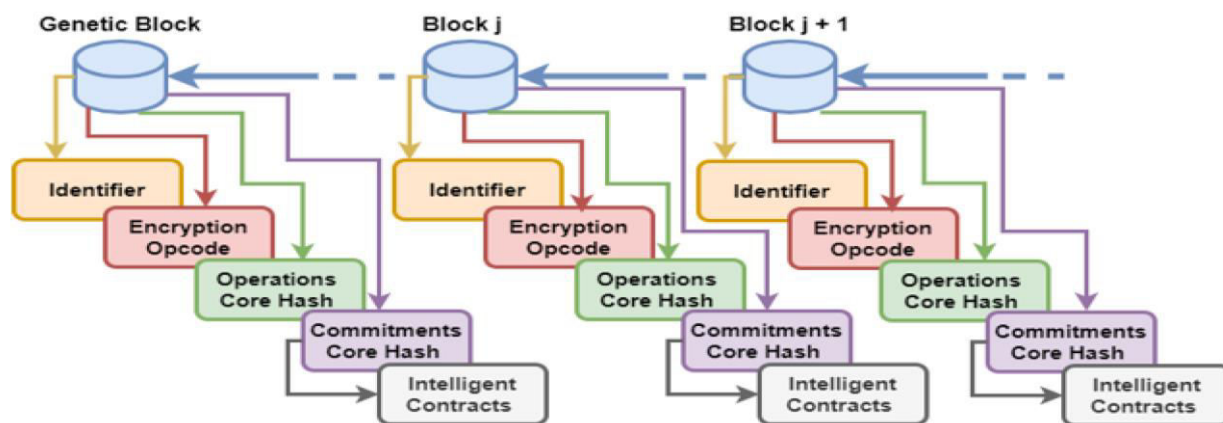 Genetic Block
Block j
Block j + 1
Identifier
Encryption
Opcode
Operations
Core Hash
Commitments
Core Hash
Intelligent
Contracts
Identifier
Encryption
Opcode
Operations
Core Hash
Commitments
Core Hash
Intelligent
Contracts
Identifier
Encryption
Opcode
Operations
Core Hash
Commitments
Core Hash
Intelligent
Contracts